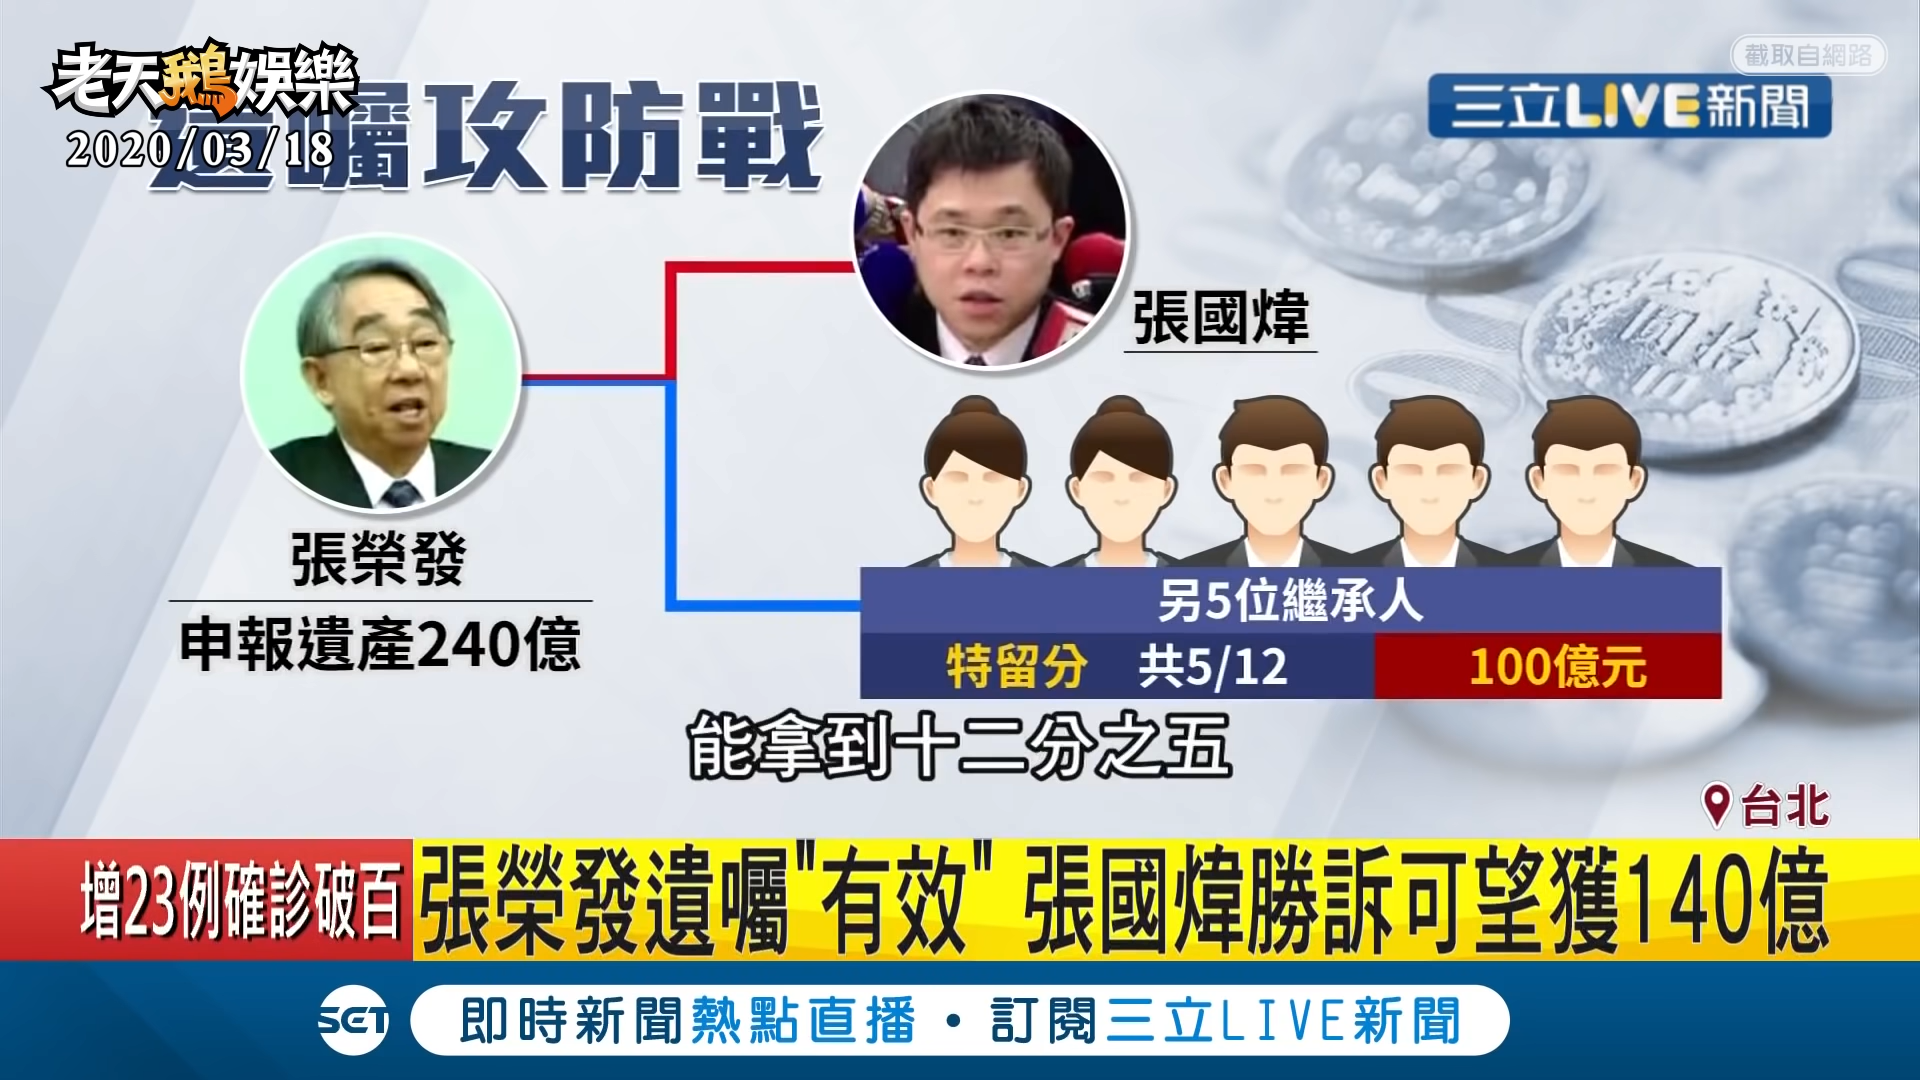 老天鵝娛樂
2020/03/18
遺囑攻防戰
截取自網路
三立LIVE新聞
張國煒
張榮發
申報遺產240億
另5位繼承人
特留分 共5/12 100億元
能拿到十二分之五
台北
增23例確診破百
張榮發遺囑"有效" 張國煒勝訴可望獲140億
SET
即時新聞熱點直播・訂閱三立LIVE新聞